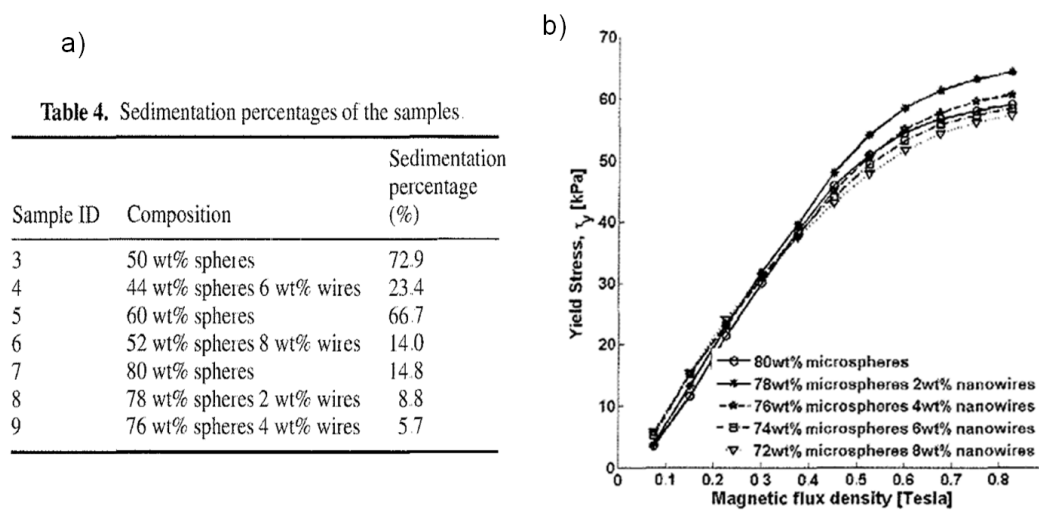 a)
Table 4. Sedimentation percentages of the samples.
Sedimentation
percentage
Sample ID Composition (%)
3 50 wt% spheres 72.9
4 44 wt% spheres 6 wt% wires 23.4
5 60 wt% spheres 66.7
6 52 wt% spheres 8 wt% wires 14.0
7 80 wt% spheres 14.8
8 78 wt% spheres 2 wt% wires 8.8
9 76 wt% spheres 4 wt% wires 5.7
b)
70
60
50
40
30
20
10
0
Yield Stress, τy [kPa]
80wt% microspheres
78wt% microspheres 2wt% nanowires
76wt% microspheres 4wt% nanowires
74wt% microspheres 6wt% nanowires
72wt% microspheres 8wt% nanowires
0 0.1 0.2 0.3 0.4 0.5 0.6 0.7 0.8
Magnetic flux density [Tesla]